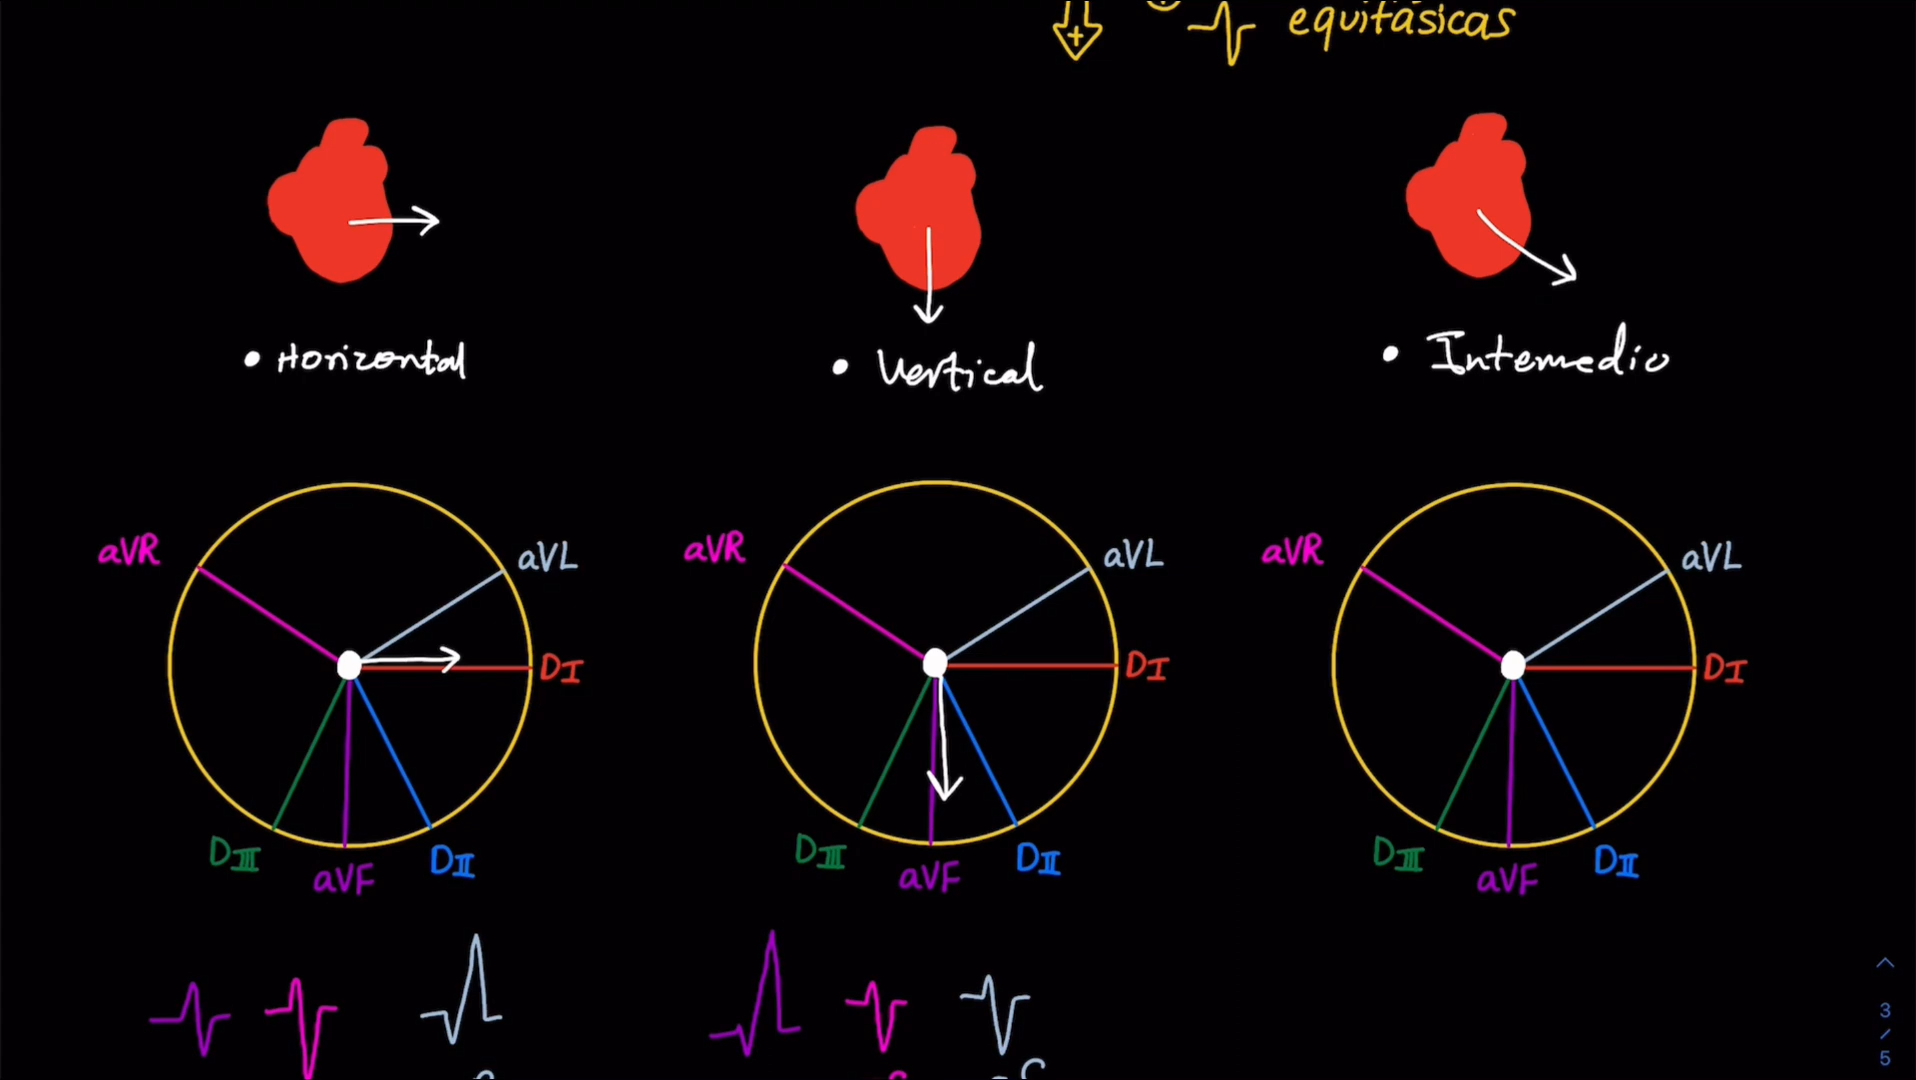 + equifásicas
• Horizontal
• Vertical
• Intemedio
aVR aVL DI DII aVF DIII
aVR aVL DI DII aVF DIII
aVR aVL DI DII aVF DIII
3
/
5